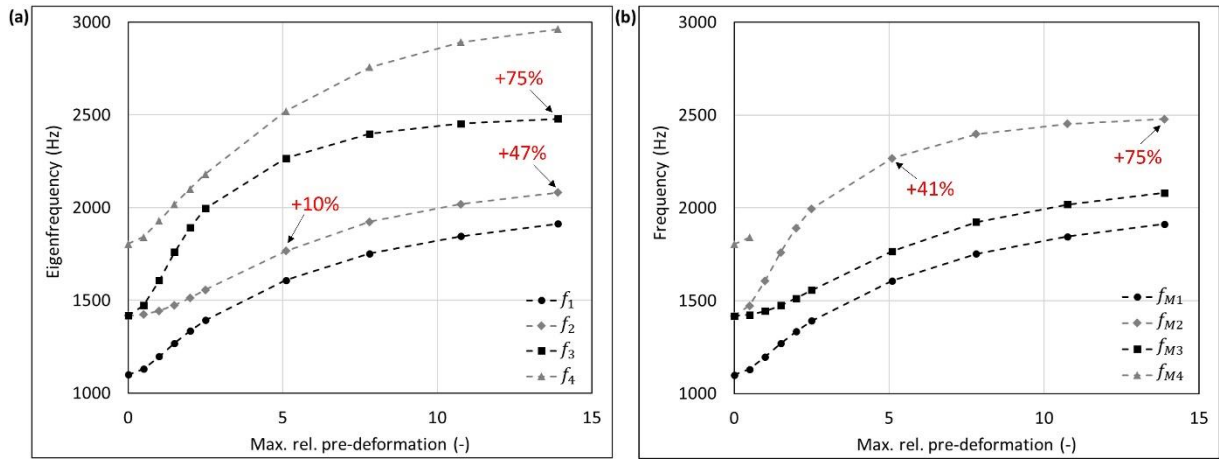 (a)
3000
2500
2000
1500
1000
Eigenfrequency (Hz)
+75%
+47%
+10%
f1
f2
f3
f4
0
5
10
15
Max. rel. pre-deformation (-)
(b)
3000
2500
2000
1500
1000
Frequency (Hz)
+75%
+41%
fM1
fM2
fM3
fM4
0
5
10
15
Max. rel. pre-deformation (-)